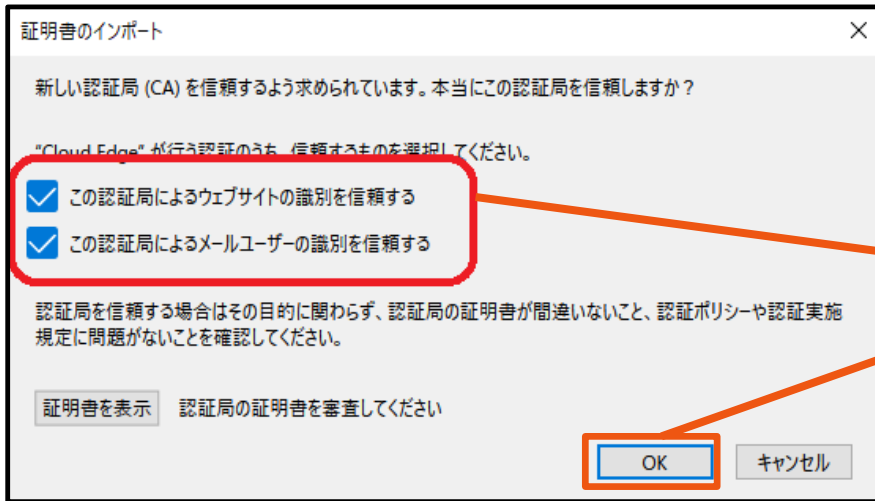 証明書のインポート
新しい認証局 (CA) を信頼するよう求められています。本当にこの認証局を信頼しますか？
“Cloud Edge” が行う認証のうち、信頼するものを選択してください。
この認証局によるウェブサイトの識別を信頼する
この認証局によるメールユーザーの識別を信頼する
認証局を信頼する場合はその目的に関わらず、認証局の証明書が間違いないこと、認証ポリシーや認証実施
規定に問題がないことを確認してください。
証明書を表示 認証局の証明書を審査してください
OK キャンセル